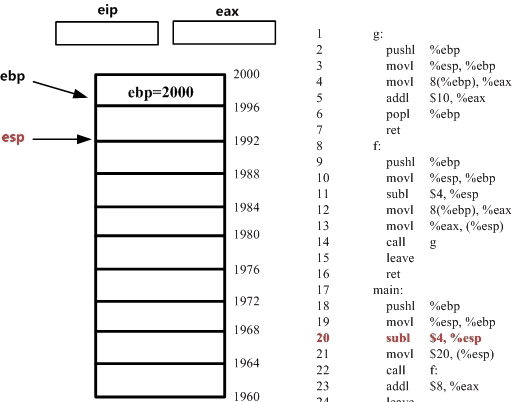 eip eax
ebp
esp
ebp=2000
2000
1996
1992
1988
1984
1980
1976
1972
1968
1964
1960
1 g:
2 pushl %ebp
3 movl %esp, %ebp
4 movl 8(%ebp), %eax
5 addl $10, %eax
6 popl %ebp
7 ret
8 f:
9 pushl %ebp
10 movl %esp, %ebp
11 subl $4, %esp
12 movl 8(%ebp), %eax
13 movl %eax, (%esp)
14 call g
15 leave
16 ret
17 main:
18 pushl %ebp
19 movl %esp, %ebp
20 subl $4, %esp
21 movl $20, (%esp)
22 call f:
23 addl $8, %eax
24 leave